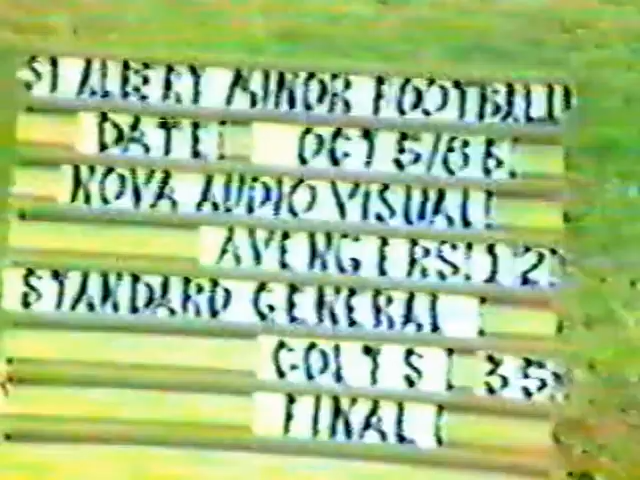 ST ALBERT MINOR FOOTBALL
DATE: OCT 5/86
NOVA AUDIO VISUAL
AVENGERS 12
STANDARD GENERAL
COLTS 35
FINAL